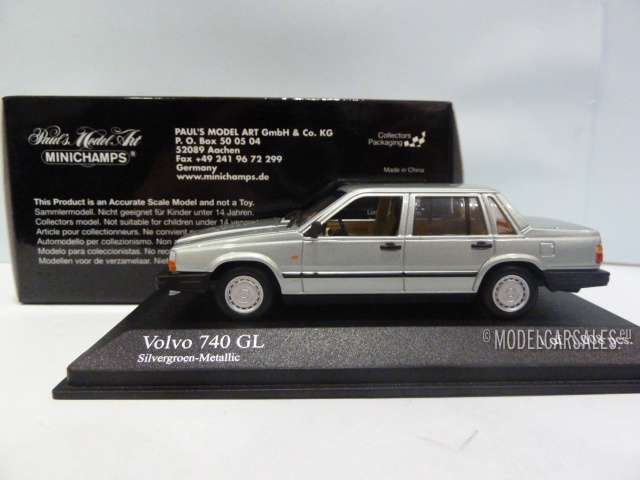 Paul's Model Art
MINICHAMPS
PAUL'S MODEL ART GmbH & Co. KG
P. O. Box 50 05 04
52089 Aachen
Fax +49 241 96 72 299
Germany
www.minichamps.de
Collectors
Packaging
Made in China
This Product is an Accurate Scale Model and not a Toy.
Sammlermodell. Nicht geeignet für Kinder unter 14 Jahren.
Collectors model. Not suitable for children under 14
Article pour collectionneurs. Ne convient
Automodello per collezionismo. Non
Modelo para coleccionistas. No
Modellen voor de verzamelaar. Niet
Volvo 740 GL
Silvergroen-Metallic
© MODELCARSALES.eu
pcs.